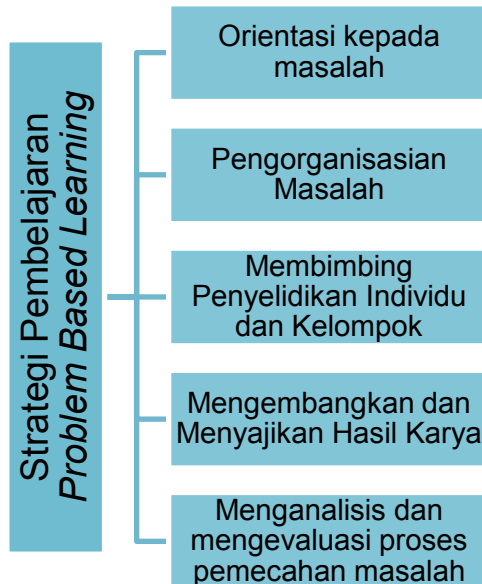 Strategi Pembelajaran
Problem Based Learning
Orientasi kepada
masalah
Pengorganisasian
Masalah
Membimbing
Penyelidikan Individu
dan Kelompok
Mengembangkan dan
Menyajikan Hasil Karya
Menganalisis dan
mengevaluasi proses
pemecahan masalah